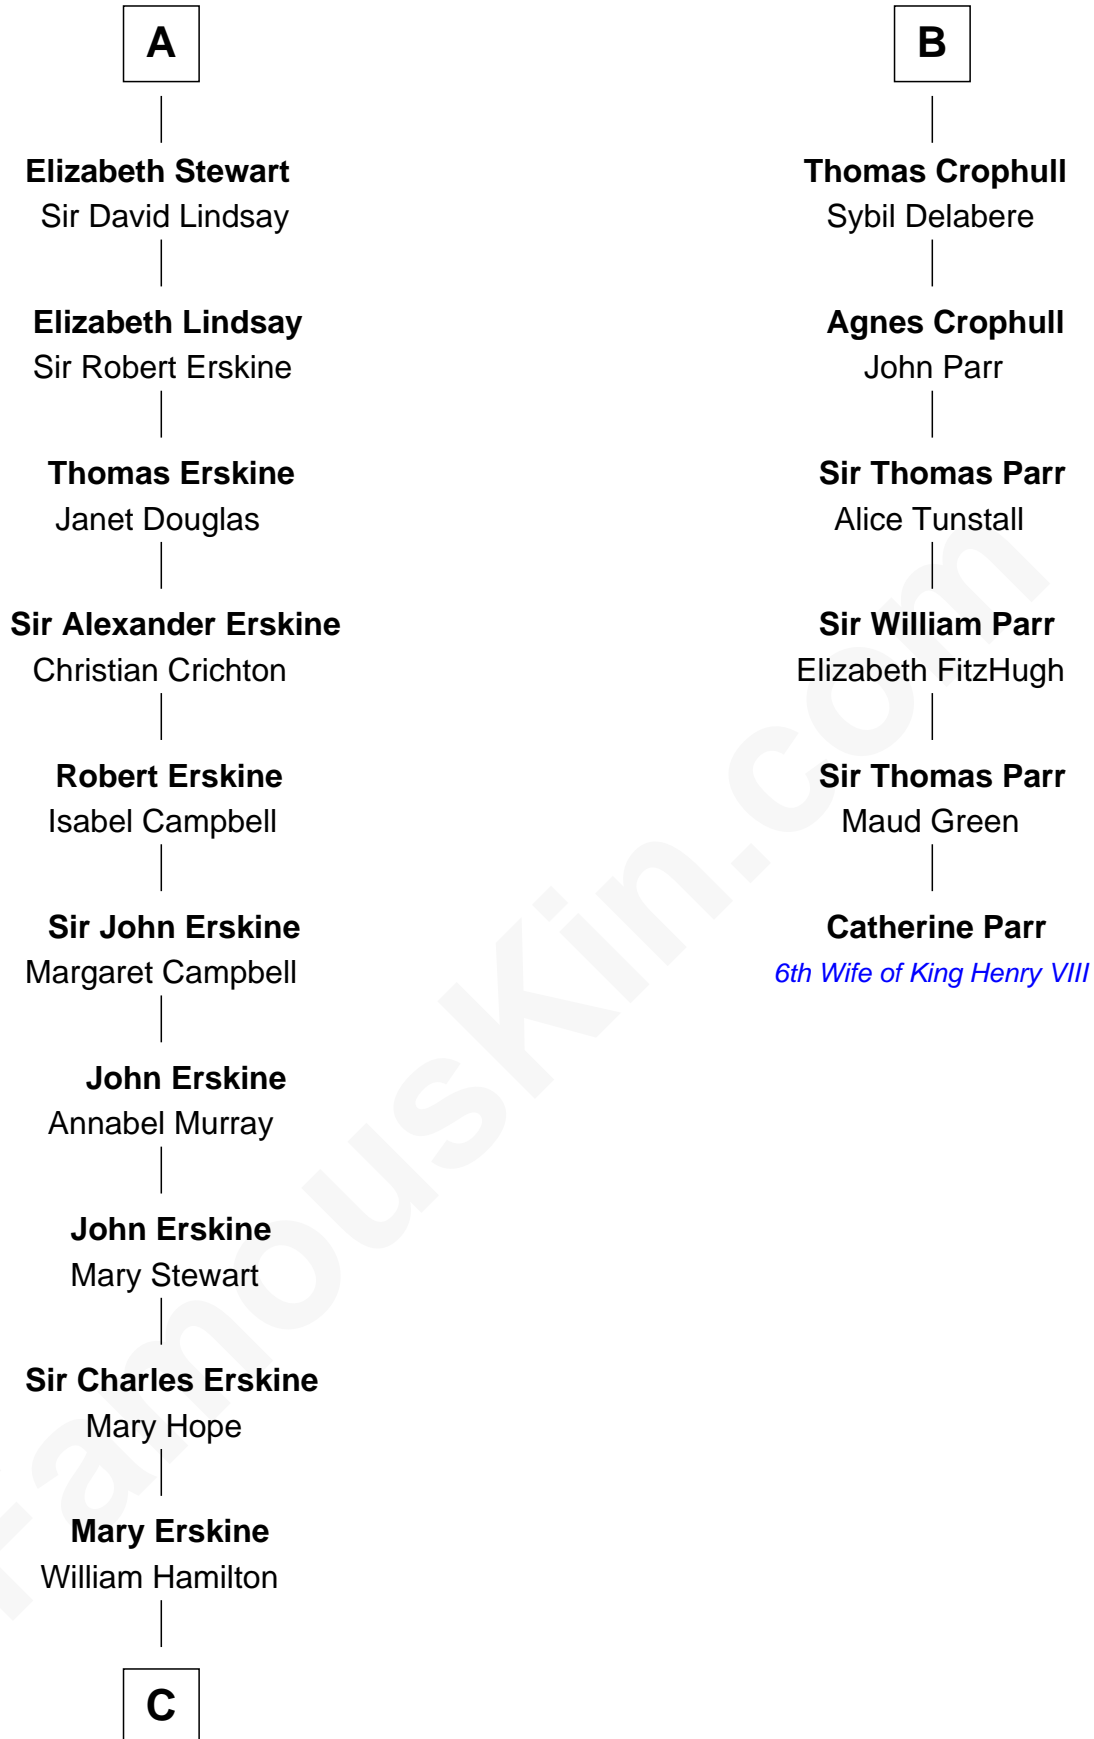 A
Elizabeth Stewart
Sir David Lindsay
Elizabeth Lindsay
Sir Robert Erskine
Thomas Erskine
Janet Douglas
Sir Alexander Erskine
Christian Crichton
Robert Erskine
Isabel Campbell
Sir John Erskine
Margaret Campbell
John Erskine
Annabel Murray
John Erskine
Mary Stewart
Sir Charles Erskine
Mary Hope
Mary Erskine
William Hamilton
C
B
Thomas Crophull
Sybil Delabere
Agnes Crophull
John Parr
Sir Thomas Parr
Alice Tunstall
Sir William Parr
Elizabeth FitzHugh
Sir Thomas Parr
Maud Green
Catherine Parr
6th Wife of King Henry VIII
FamousKin.com